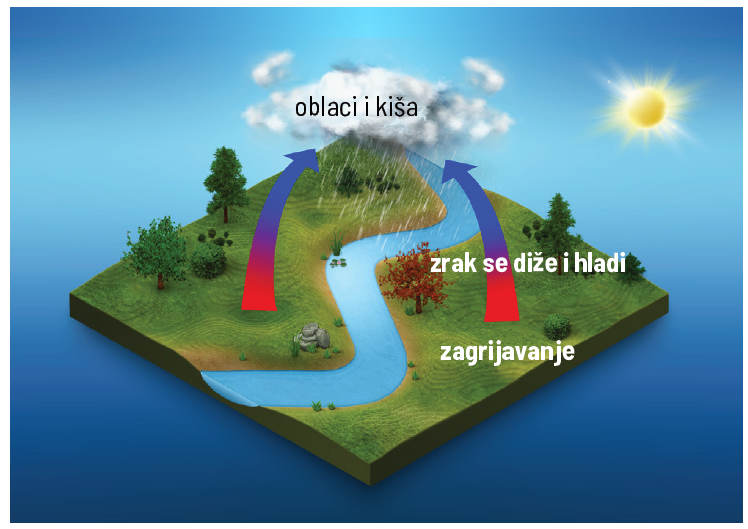 oblaci i kiša
zrak se diže i hladi
zagrijavanje